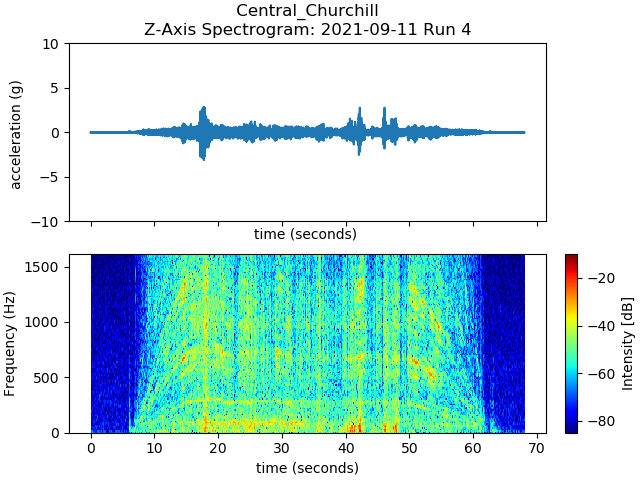 Central_Churchill
Z-Axis Spectrogram: 2021-09-11 Run 4
10
5
0
−5
−10
acceleration (g)
time (seconds)
1500
1000
500
0
Frequency (Hz)
0 10 20 30 40 50 60 70
time (seconds)
−20
−40
−60
−80
Intensity [dB]